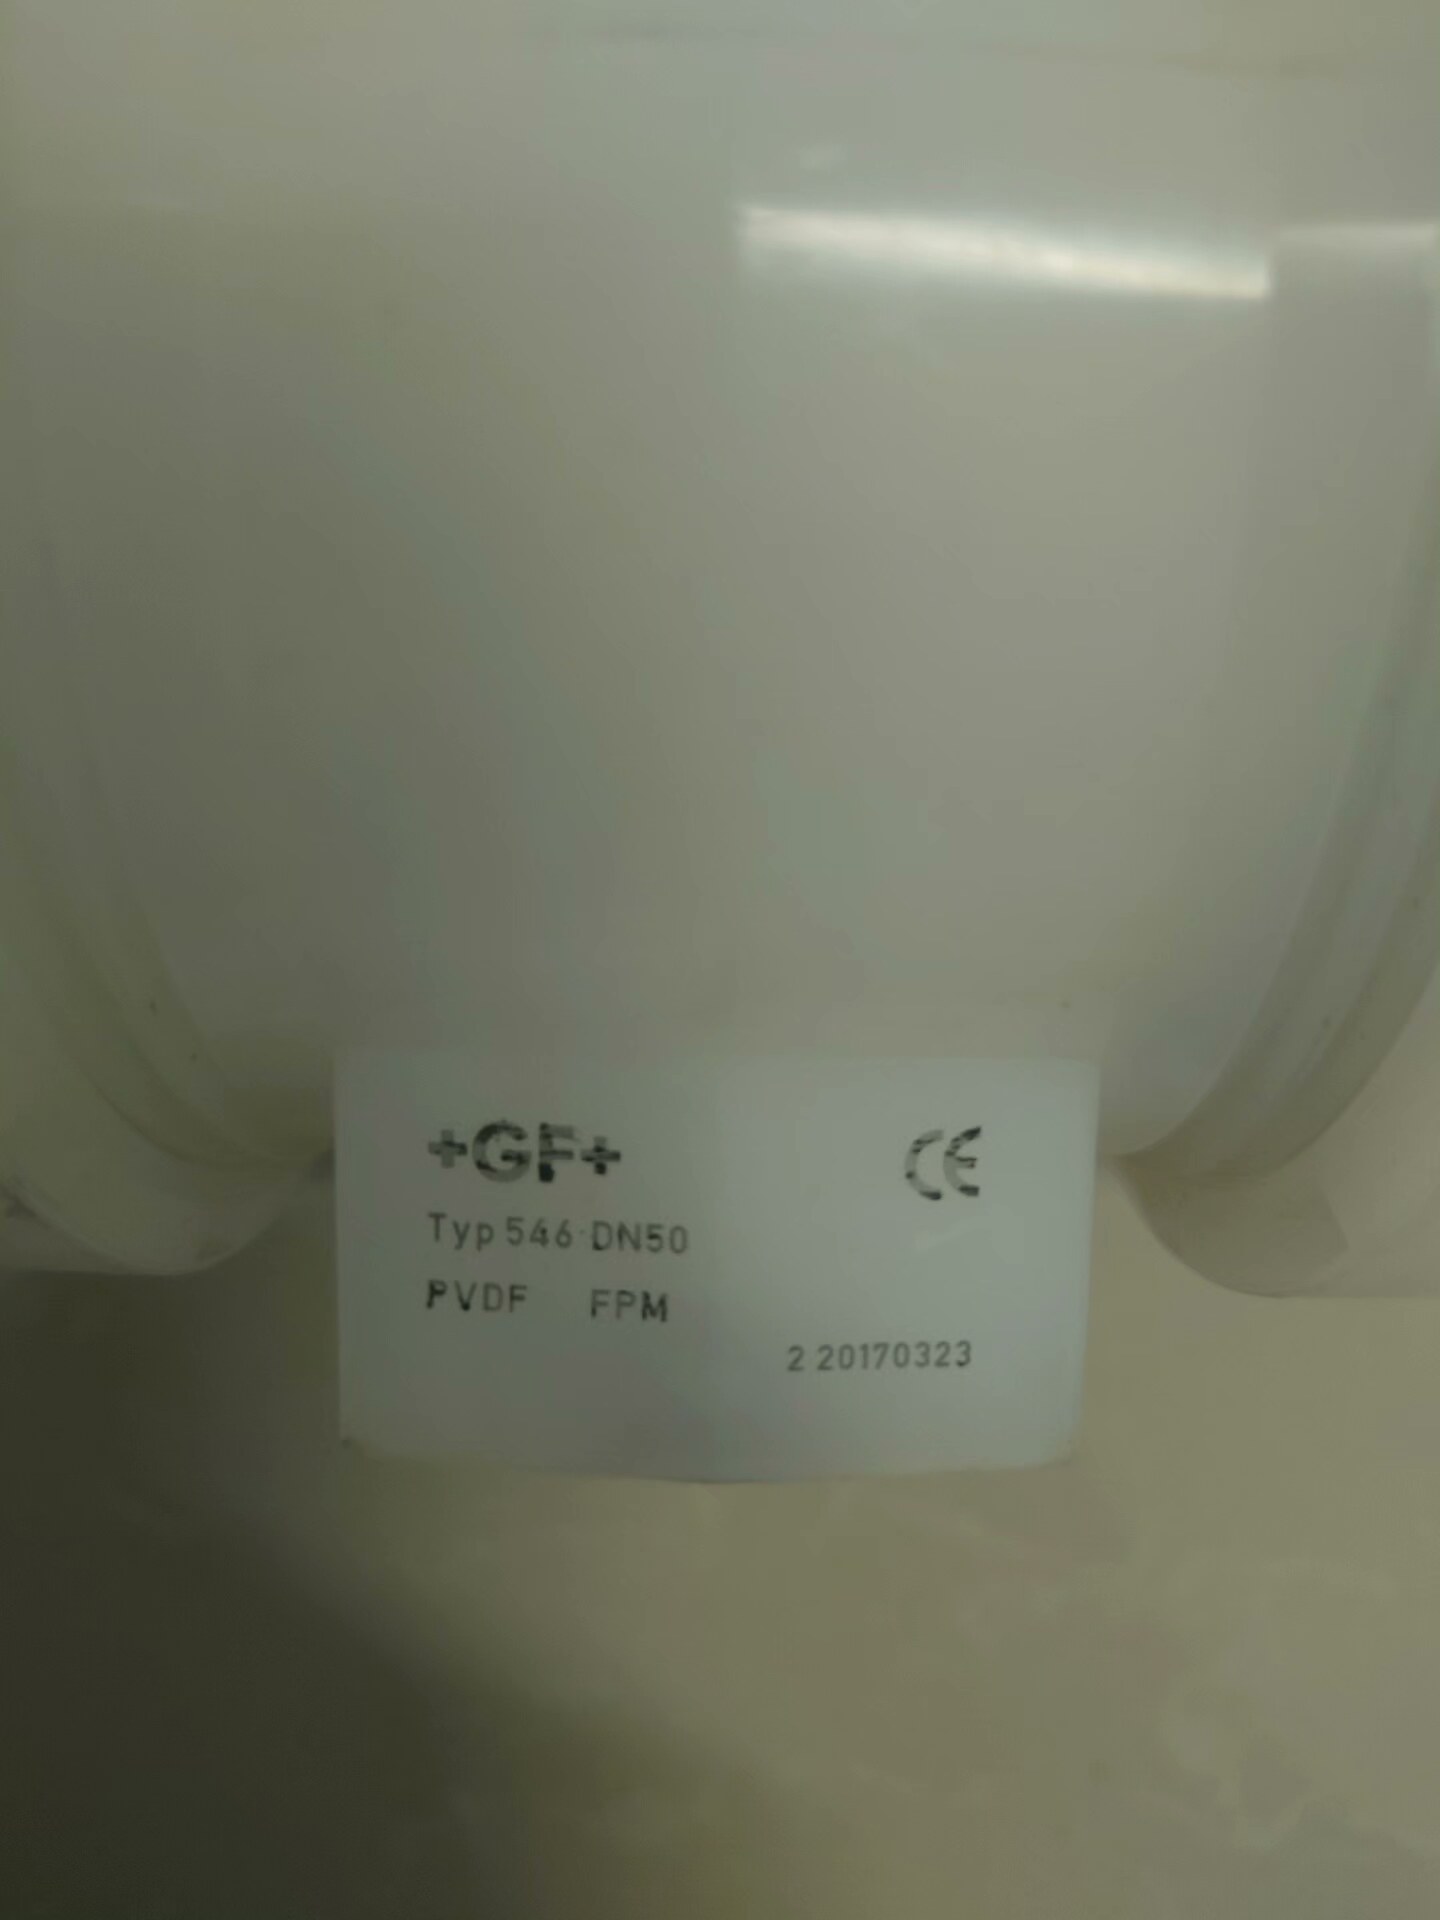 +GF+ CE
Typ 546 DN50
PVDF FPM
2 20170323